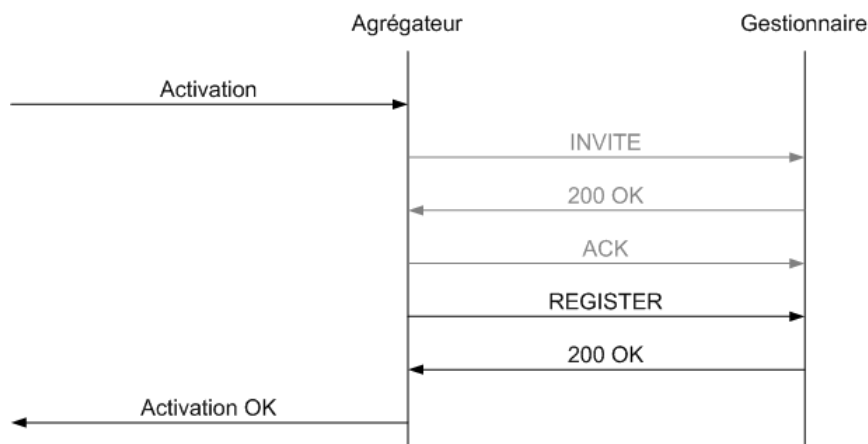 Agrégateur
Gestionnaire
Activation
INVITE
200 OK
ACK
REGISTER
200 OK
Activation OK